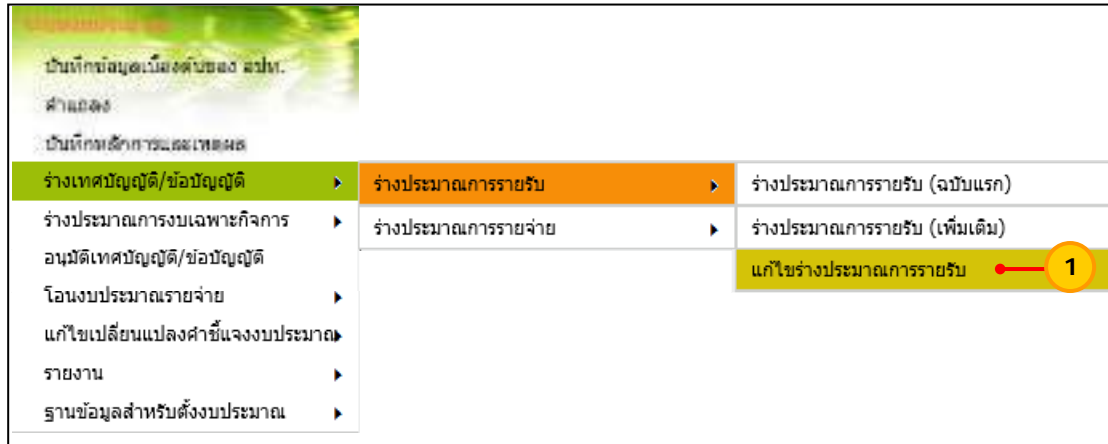 บันทึกข้อมูลเบื้องต้นของ อปท.
คำแถลง
บันทึกหลักการและเหตุผล
ร่างเทศบัญญัติ/ข้อบัญญัติ
ร่างประมาณการรายรับ
ร่างประมาณการรายรับ (ฉบับแรก)
ร่างประมาณการงบเฉพาะกิจการ
ร่างประมาณการรายจ่าย
ร่างประมาณการรายรับ (เพิ่มเติม)
อนุมัติเทศบัญญัติ/ข้อบัญญัติ
แก้ไขร่างประมาณการรายรับ
1
โอนงบประมาณรายจ่าย
แก้ไขเปลี่ยนแปลงคำชี้แจงงบประมาณ
รายงาน
ฐานข้อมูลสำหรับตั้งงบประมาณ